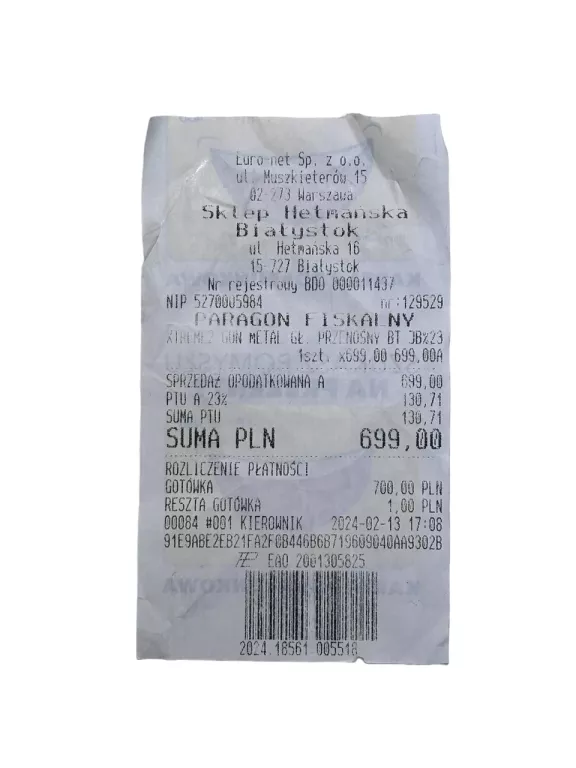 Euro-net Sp. z o.o.
ul. Muszkieterów 15
02-273 Warszawa
Sklep Hetmańska
Białystok
ul. Hetmańska 16
15-727 Białystok
Nr rejestrowy BDO 000011437
NIP 5270005984 nr:129529
PARAGON FISKALNY
XTREME2 GUN METAL GŁ. PRZENOŚNY BT JB%23
1szt. x699,00 699,00A
SPRZEDAŻ OPODATKOWANA A 699,00
PTU A 23% 130,71
SUMA PTU 130,71
SUMA PLN 699,00
ROZLICZENIE PŁATNOŚCI
GOTÓWKA 700,00 PLN
RESZTA GOTÓWKA 1,00 PLN
00084 #001 KIEROWNIK 2024-02-13 17:08
91E9ABE2EB21FA2F0B446B6B719609040AA9302B
EAO 2001305825
2024.18561 005518